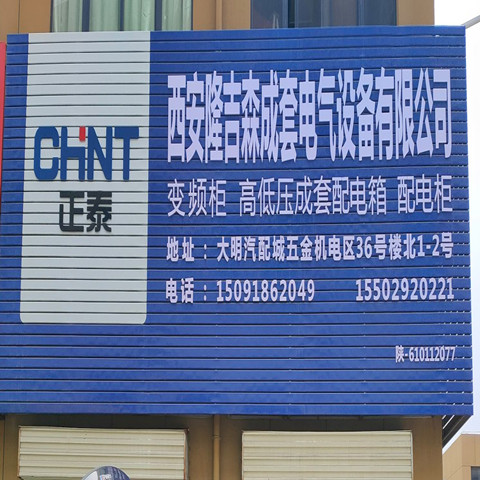 CHNT
正泰
西安隆吉森成套电气设备有限公司
变频柜 高低压成套配电箱 配电柜
地址：大明汽配城五金机电区36号楼北1-2号
电话：15091862049 15502920221
陕-610112077